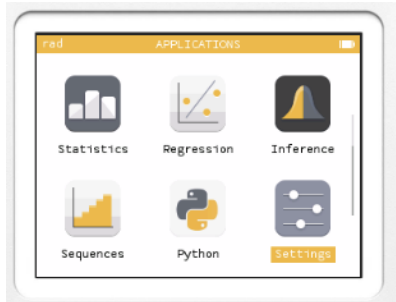 rad APPLICATIONS
Statistics Regression Inference
Sequences Python Settings